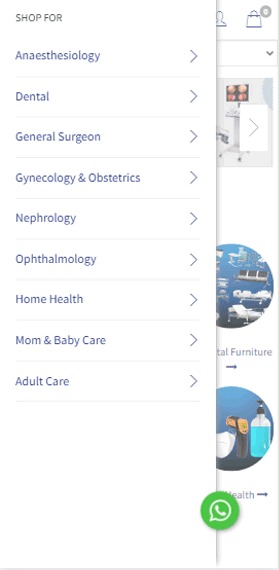 SHOP FOR
0
Anaesthesiology
Dental
General Surgeon
Gynecology & Obstetrics
Nephrology
Ophthalmology
Home Health
Mom & Baby Care
tal Furniture
Adult Care
Health